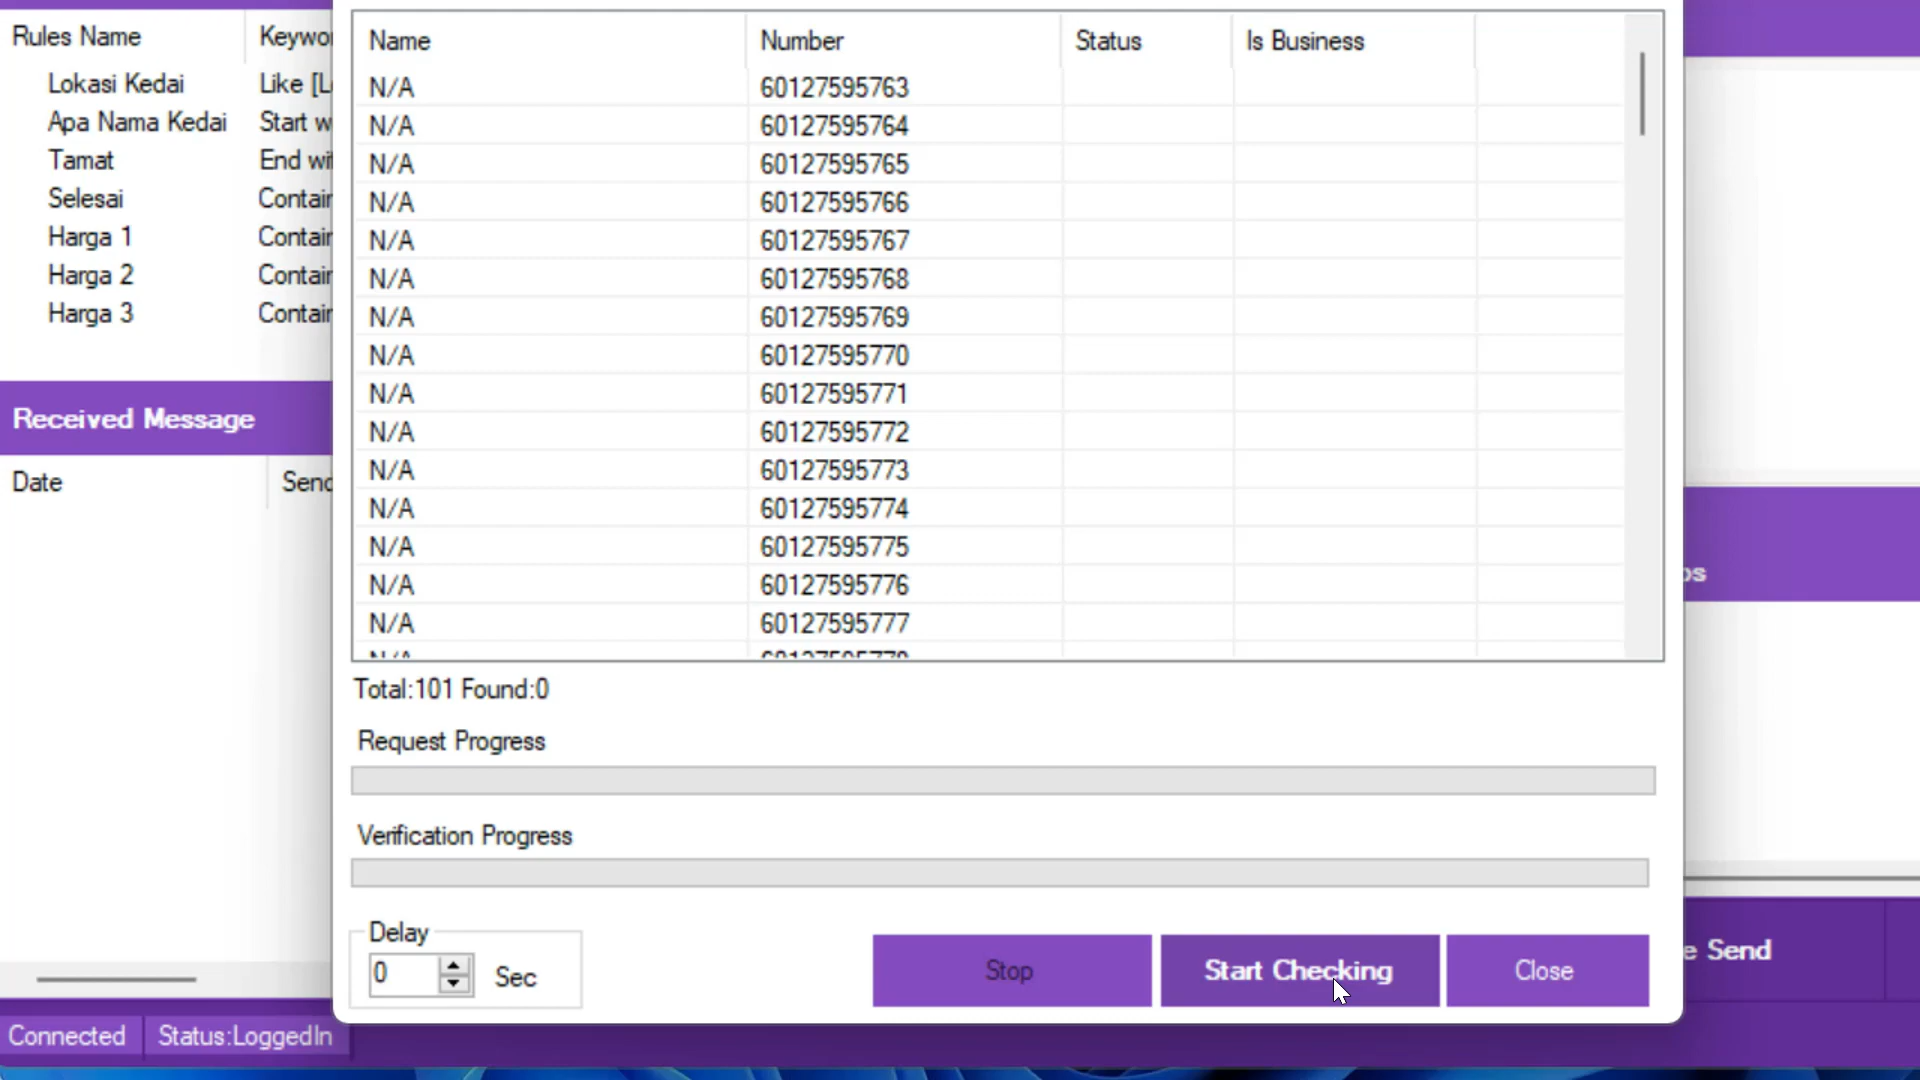 Rules Name Keywor
Lokasi Kedai Like [L
Apa Nama Kedai Start w
Tamat End wi
Selesai Contair
Harga 1 Contair
Harga 2 Contair
Harga 3 Contair
Received Message
Date Send
Name Number Status Is Business
N/A 60127595763
N/A 60127595764
N/A 60127595765
N/A 60127595766
N/A 60127595767
N/A 60127595768
N/A 60127595769
N/A 60127595770
N/A 60127595771
N/A 60127595772
N/A 60127595773
N/A 60127595774
N/A 60127595775
N/A 60127595776
N/A 60127595777
Total:101 Found:0
Request Progress
Verification Progress
Delay
0 Sec
Stop Start Checking Close
ps
e Send
Connected Status:LoggedIn